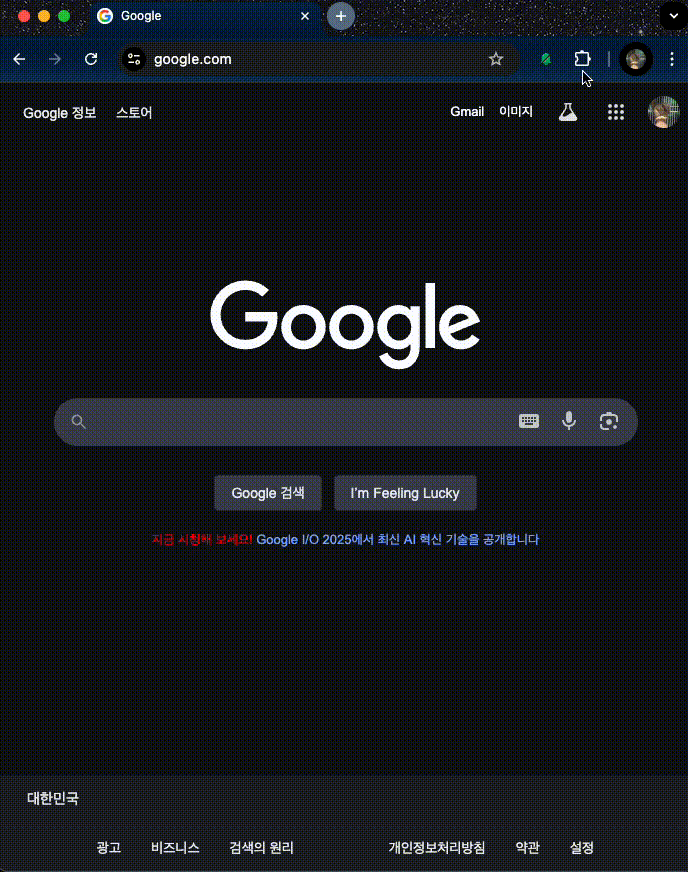 Google
google.com
Google 정보 스토어 Gmail 이미지
Google
Google 검색 I'm Feeling Lucky
지금 시청해 보세요! Google I/O 2025에서 최신 AI 혁신 기술을 공개합니다
대한민국
광고 비즈니스 검색의 원리 개인정보처리방침 약관 설정